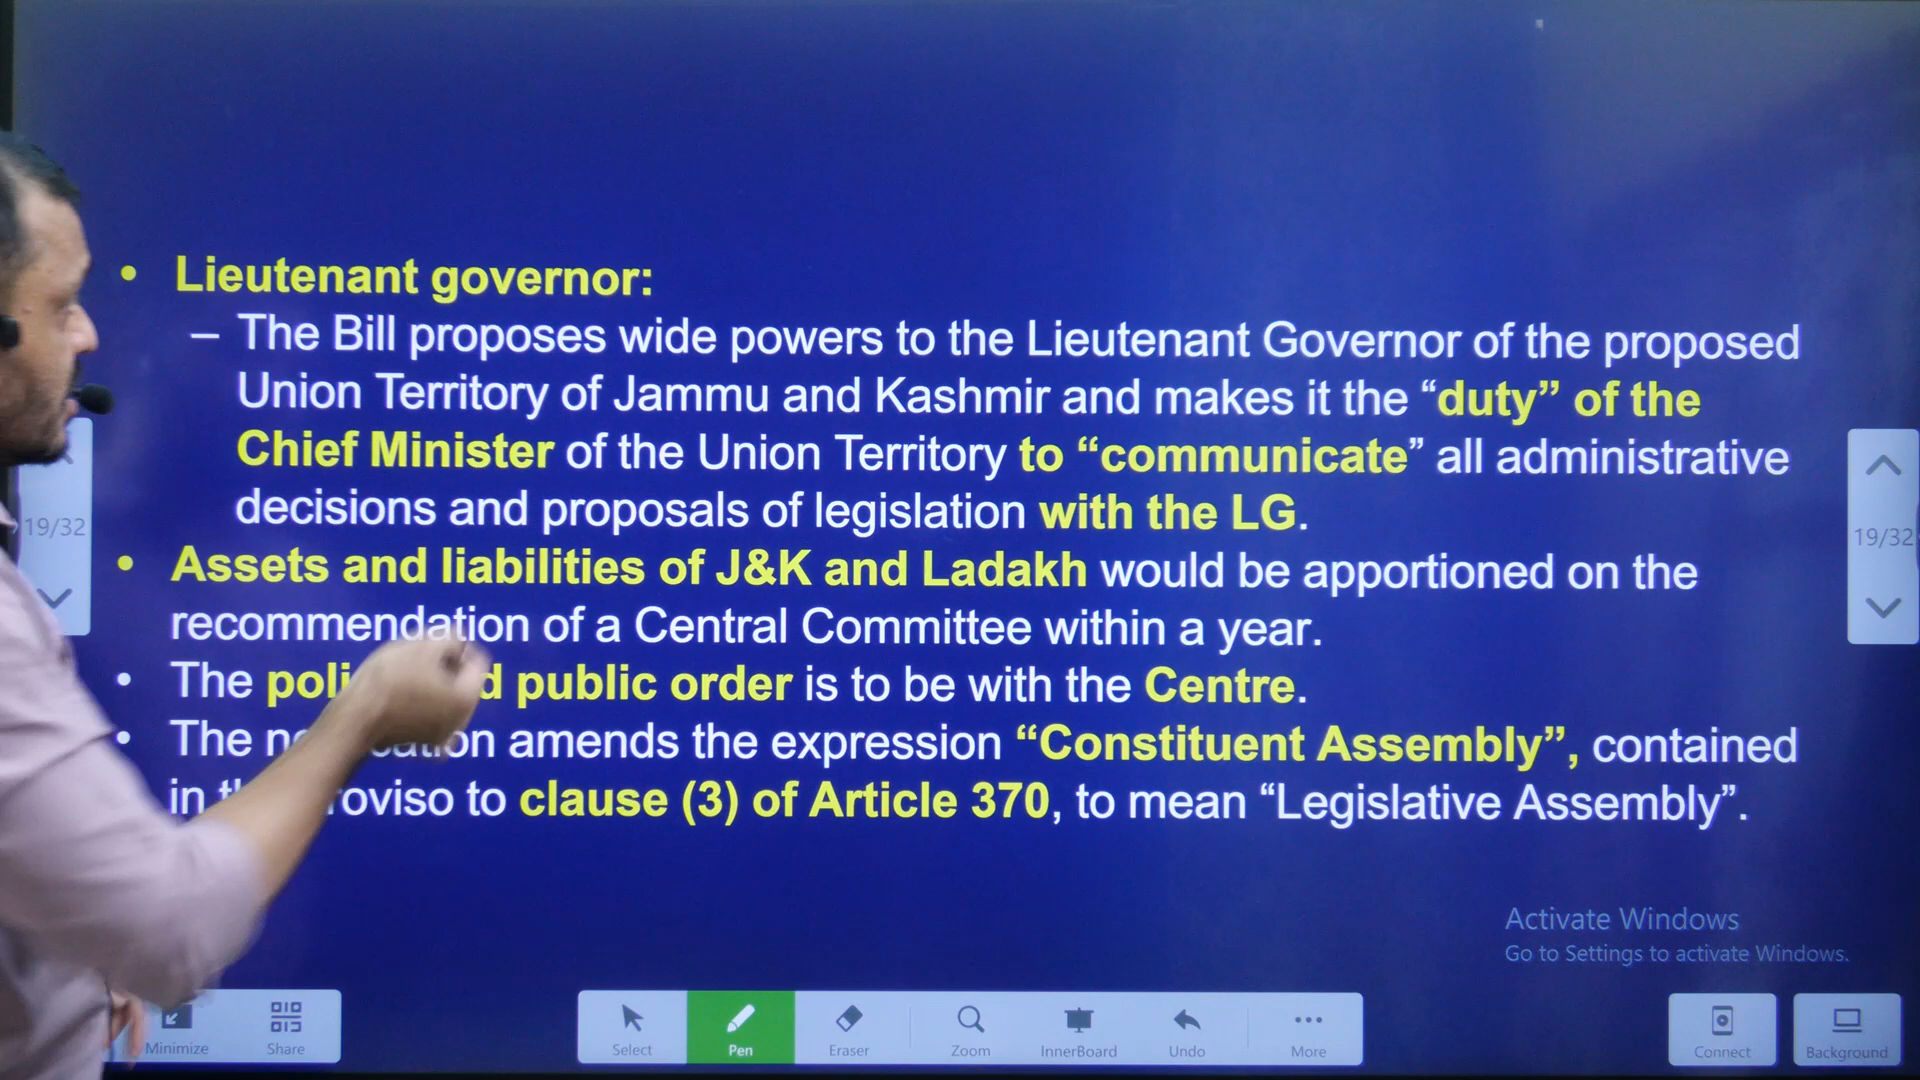 • Lieutenant governor:
– The Bill proposes wide powers to the Lieutenant Governor of the proposed
Union Territory of Jammu and Kashmir and makes it the “duty” of the
Chief Minister of the Union Territory to “communicate” all administrative
decisions and proposals of legislation with the LG.
• Assets and liabilities of J&K and Ladakh would be apportioned on the
recommendation of a Central Committee within a year.
• The public order is to be with the Centre.
• The amends the expression “Constituent Assembly”, contained
in to clause (3) of Article 370, to mean “Legislative Assembly”.
19/32
19/32
Activate Windows
Go to Settings to activate Windows.
Minimize
Share
Select
Pen
Eraser
Zoom
InnerBoard
Undo
More
Connect
Background